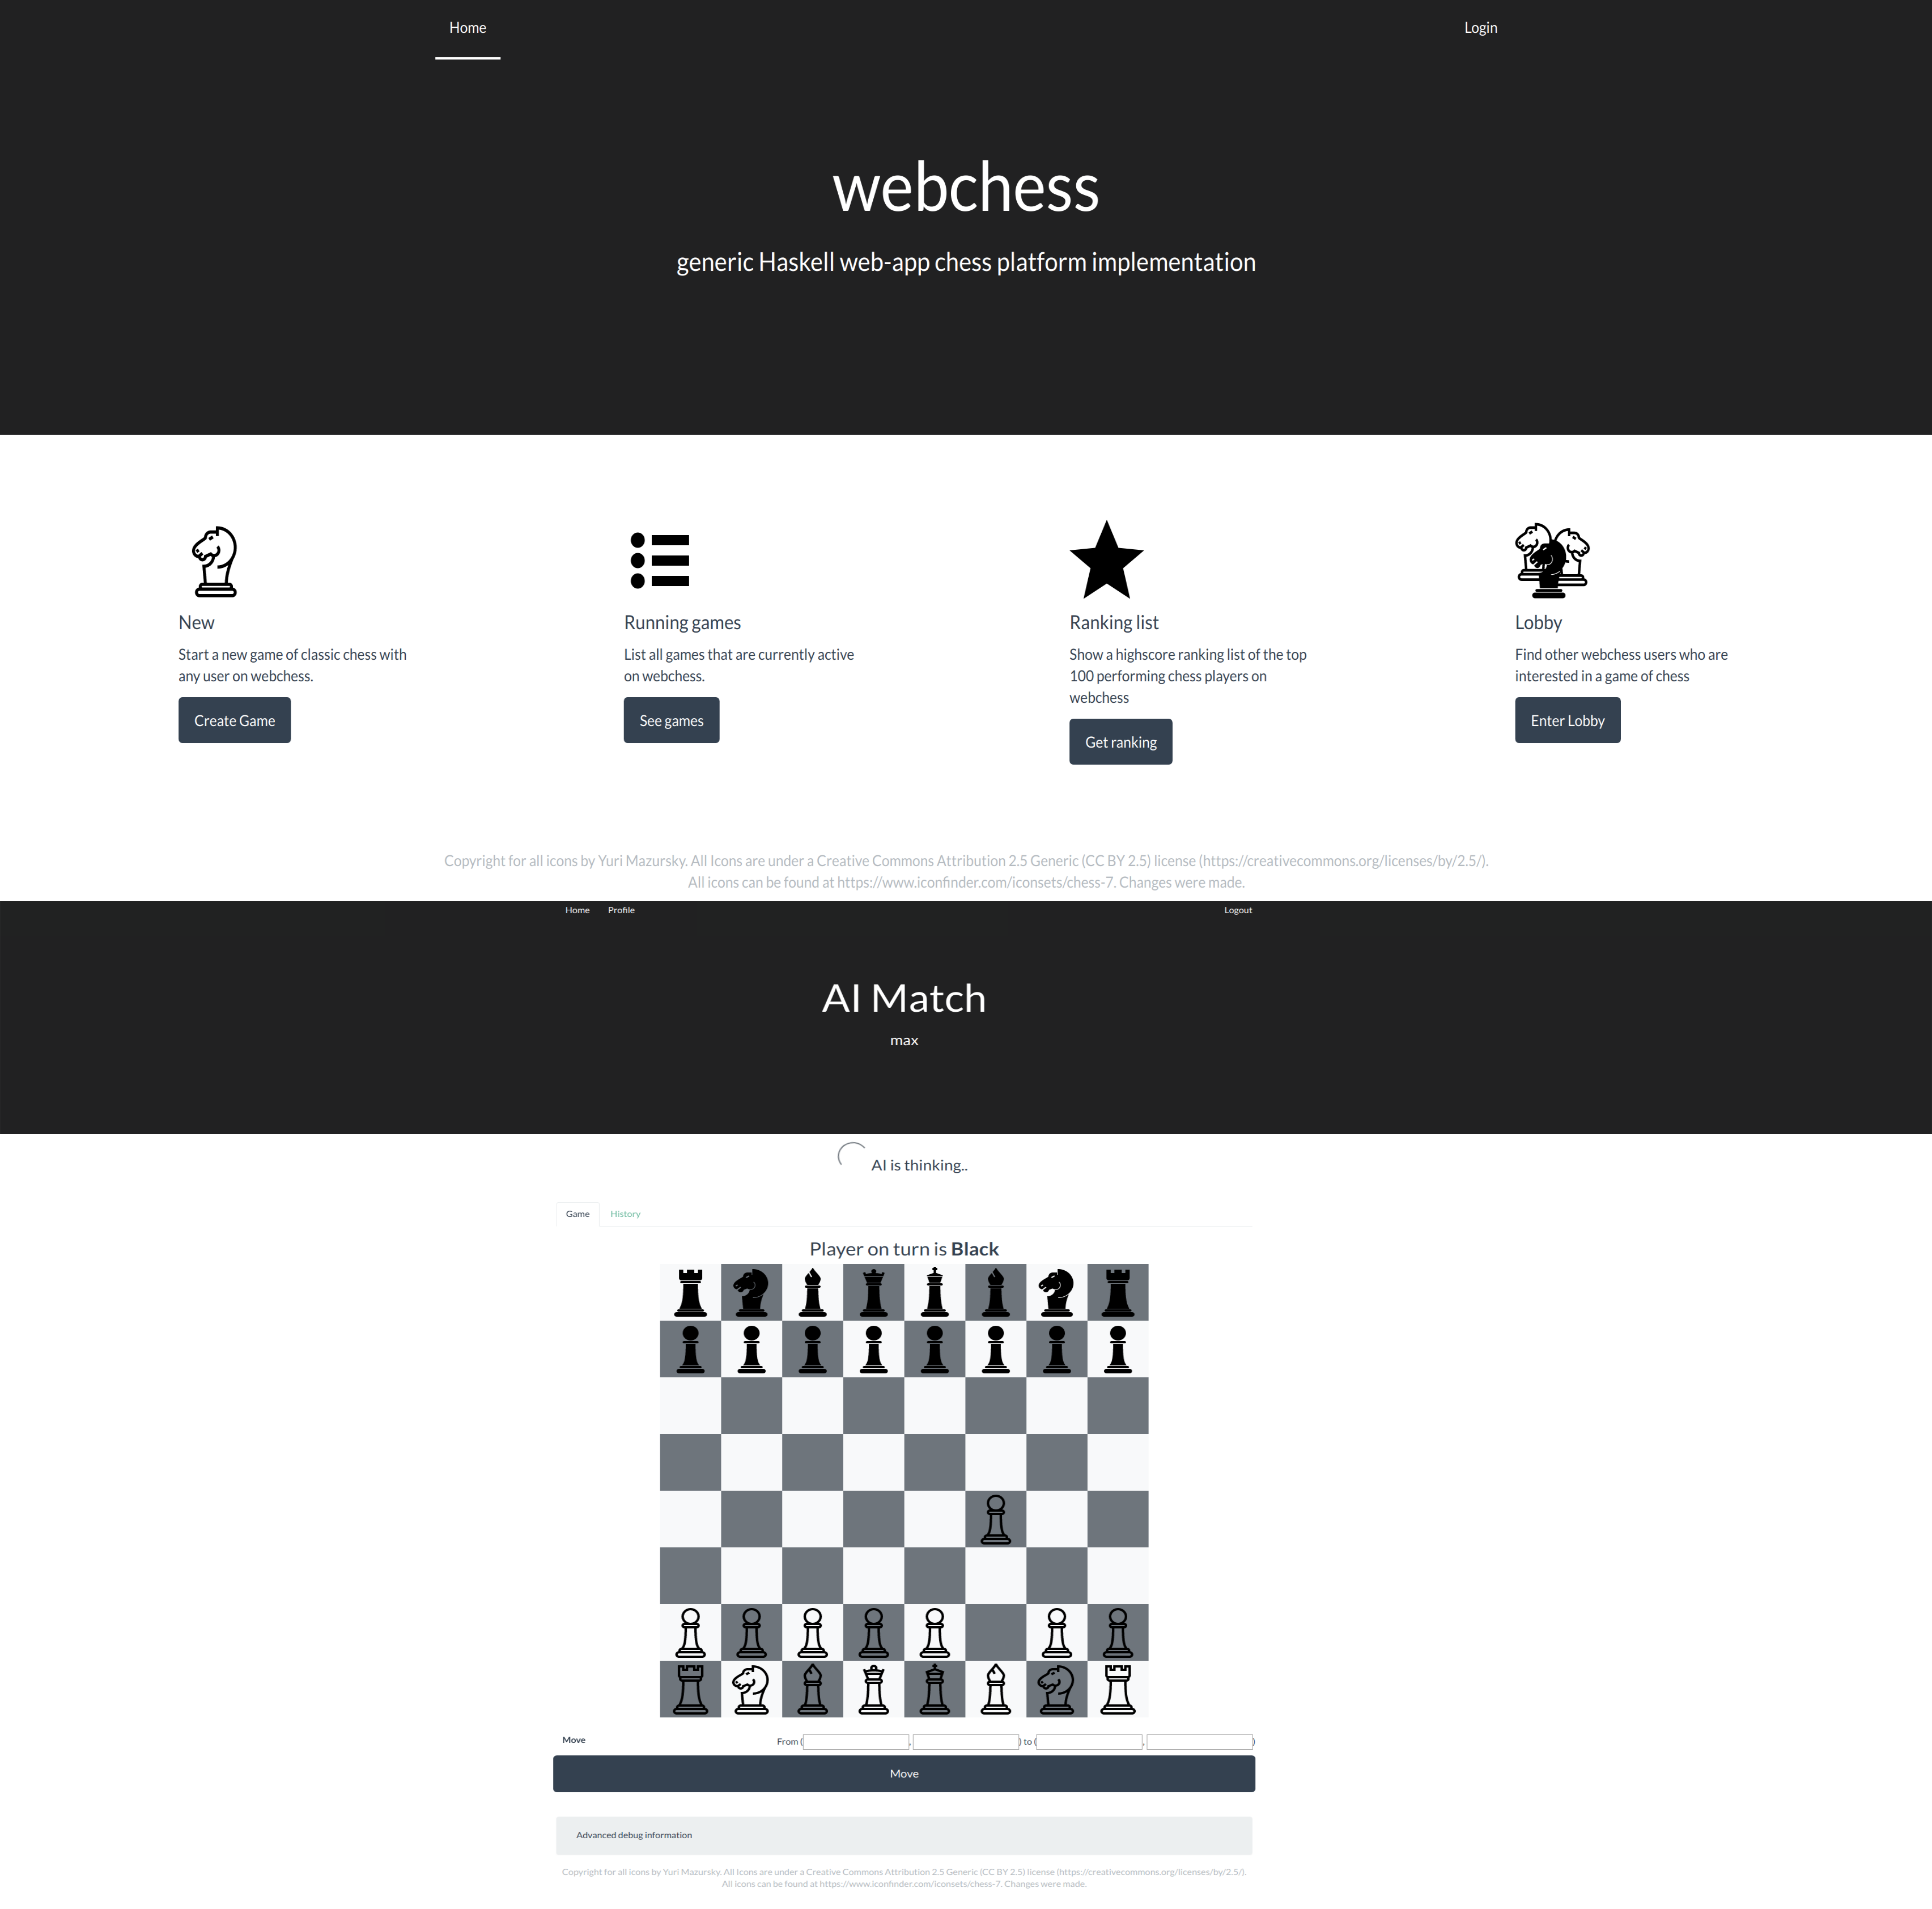 Home Login
webchess
generic Haskell web-app chess platform implementation
New
Start a new game of classic chess with
any user on webchess.
Create Game
Running games
List all games that are currently active
on webchess.
See games
Ranking list
Show a highscore ranking list of the top
100 performing chess players on
webchess
Get ranking
Lobby
Find other webchess users who are
interested in a game of chess
Enter Lobby
Copyright for all icons by Yuri Mazursky. All Icons are under a Creative Commons Attribution 2.5 Generic (CC BY 2.5) license (https://creativecommons.org/licenses/by/2.5/).
All icons can be found at https://www.iconfinder.com/iconsets/chess-7. Changes were made.
Home Profile Logout
AI Match
max
AI is thinking..
Game History
Player on turn is Black
Move From ( , ) to ( , )
Move
Advanced debug information
Copyright for all icons by Yuri Mazursky. All Icons are under a Creative Commons Attribution 2.5 Generic (CC BY 2.5) license (https://creativecommons.org/licenses/by/2.5/).
All icons can be found at https://www.iconfinder.com/iconsets/chess-7. Changes were made.